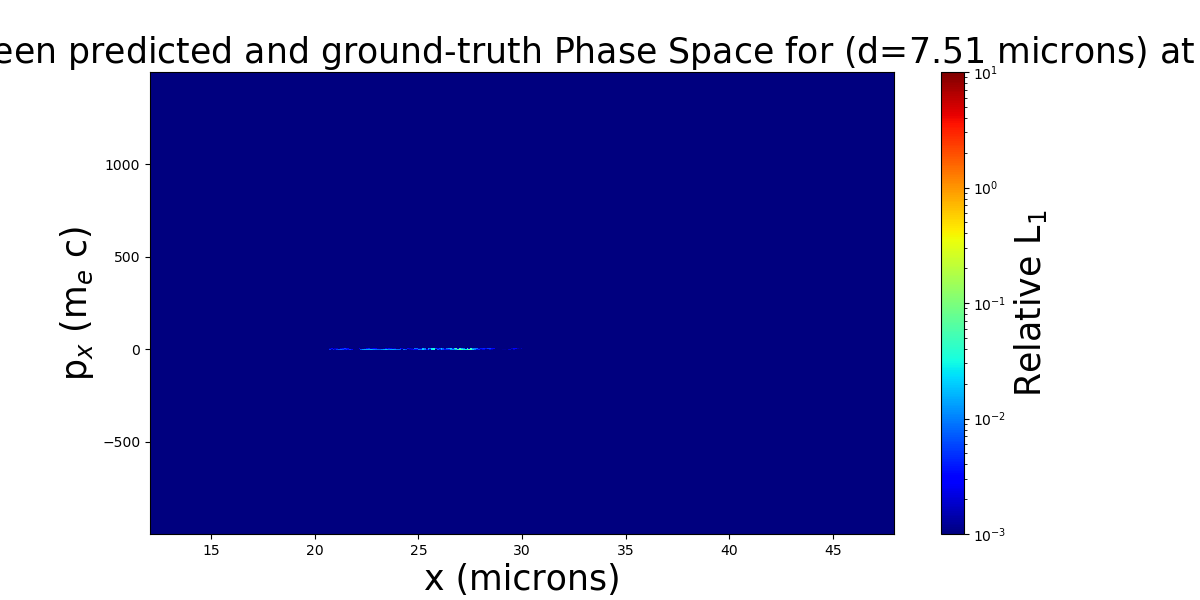 een predicted and ground-truth Phase Space for (d=7.51 microns) at
1000
500
0
−500
p_x (m_e c)
15 20 25 30 35 40 45
x (microns)
10^1
10^0
10^−1
10^−2
10^−3
Relative L_1